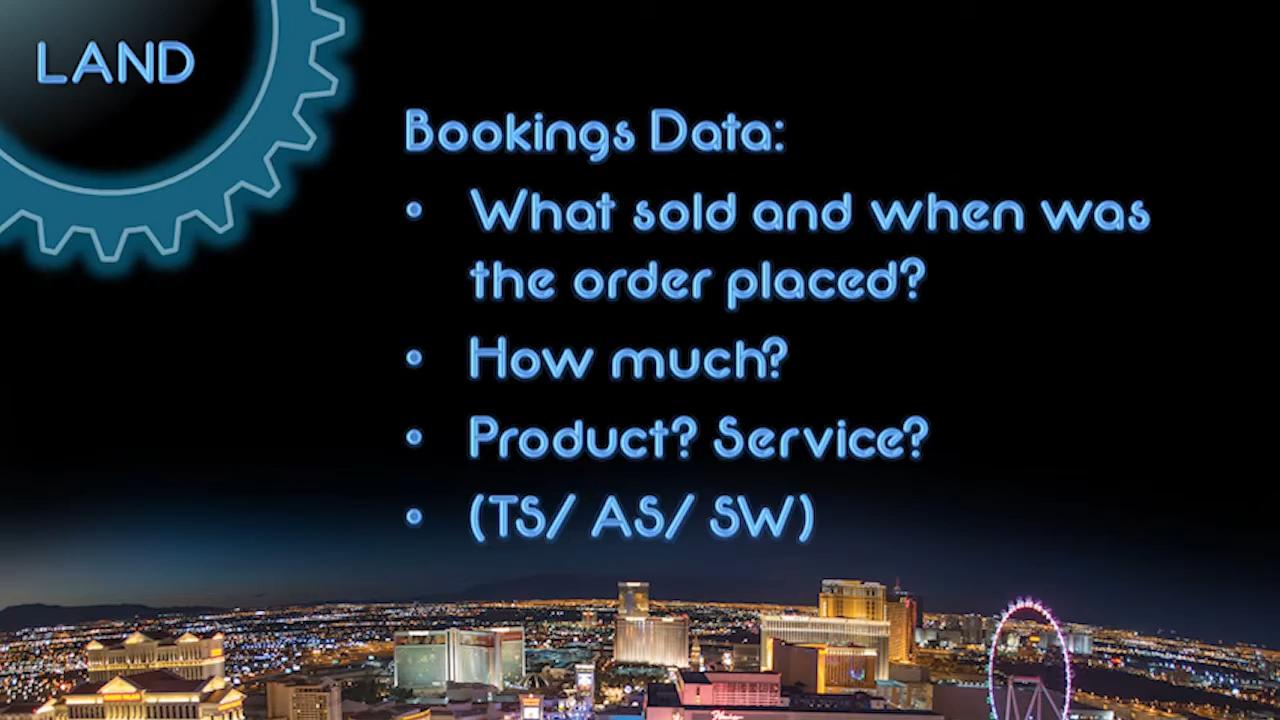 LAND
Bookings Data:
• What sold and when was
the order placed?
• How much?
• Product? Service?
• (TS/ AS/ SW)